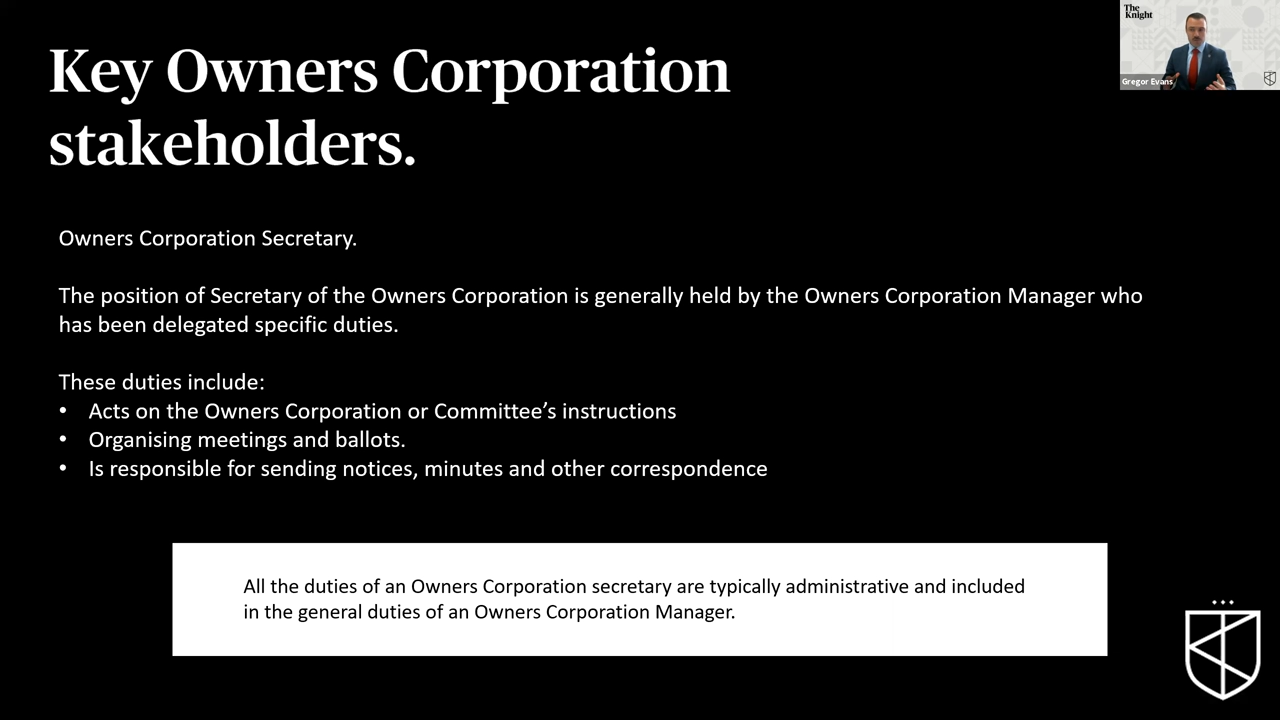 Key Owners Corporation
stakeholders.
The
Knight
Gregor Evans
Owners Corporation Secretary.
The position of Secretary of the Owners Corporation is generally held by the Owners Corporation Manager who
has been delegated specific duties.
These duties include:
• Acts on the Owners Corporation or Committee’s instructions
• Organising meetings and ballots.
• Is responsible for sending notices, minutes and other correspondence
All the duties of an Owners Corporation secretary are typically administrative and included
in the general duties of an Owners Corporation Manager.